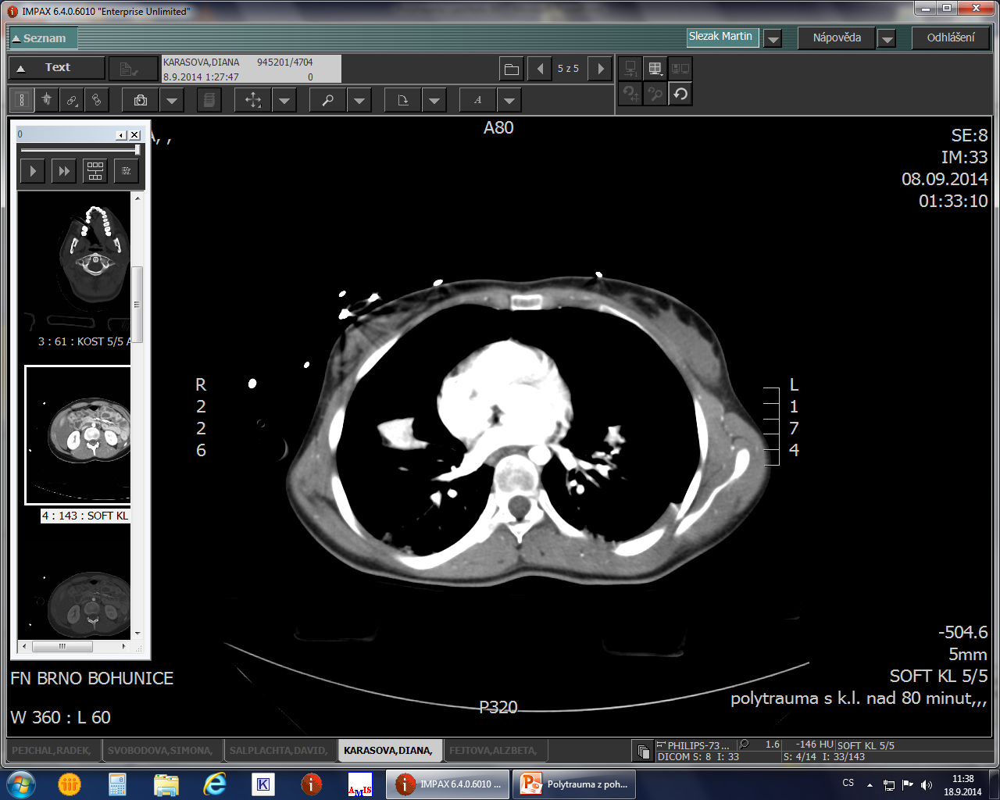 IMPAX 6.4.0.6010 "Enterprise Unlimited"
Seznam
Slezak Martin
Nápověda
Odhlášení
Text
KARASOVA,DIANA 945201/4704
8.9.2014 1:27:47 0
5 z 5
A
0
A, ,
A80
SE:8
IM:33
08.09.2014
01:33:10
3 : 61 : KOST 5/5 A
4 : 143 : SOFT KL
R
2
2
6
L
1
7
4
-504.6
5mm
SOFT KL 5/5
polytrauma s k.l. nad 80 minut,,,
FN BRNO BOHUNICE
W 360 : L 60
P320
PEJCHAL,RADEK,
SVOBODOVA,SIMONA,
SALPLACHTA,DAVID,
KARASOVA,DIANA,
FEJTOVA,ALZBETA,
PHILIPS-73 ...
1.6
-146 HU
SOFT KL 5/5
DICOM S: 8 I: 33
S: 4/14 I: 33/143
K
AMIS
IMPAX 6.4.0.6010 ...
Polytrauma z poh...
CS
11:38
18.9.2014